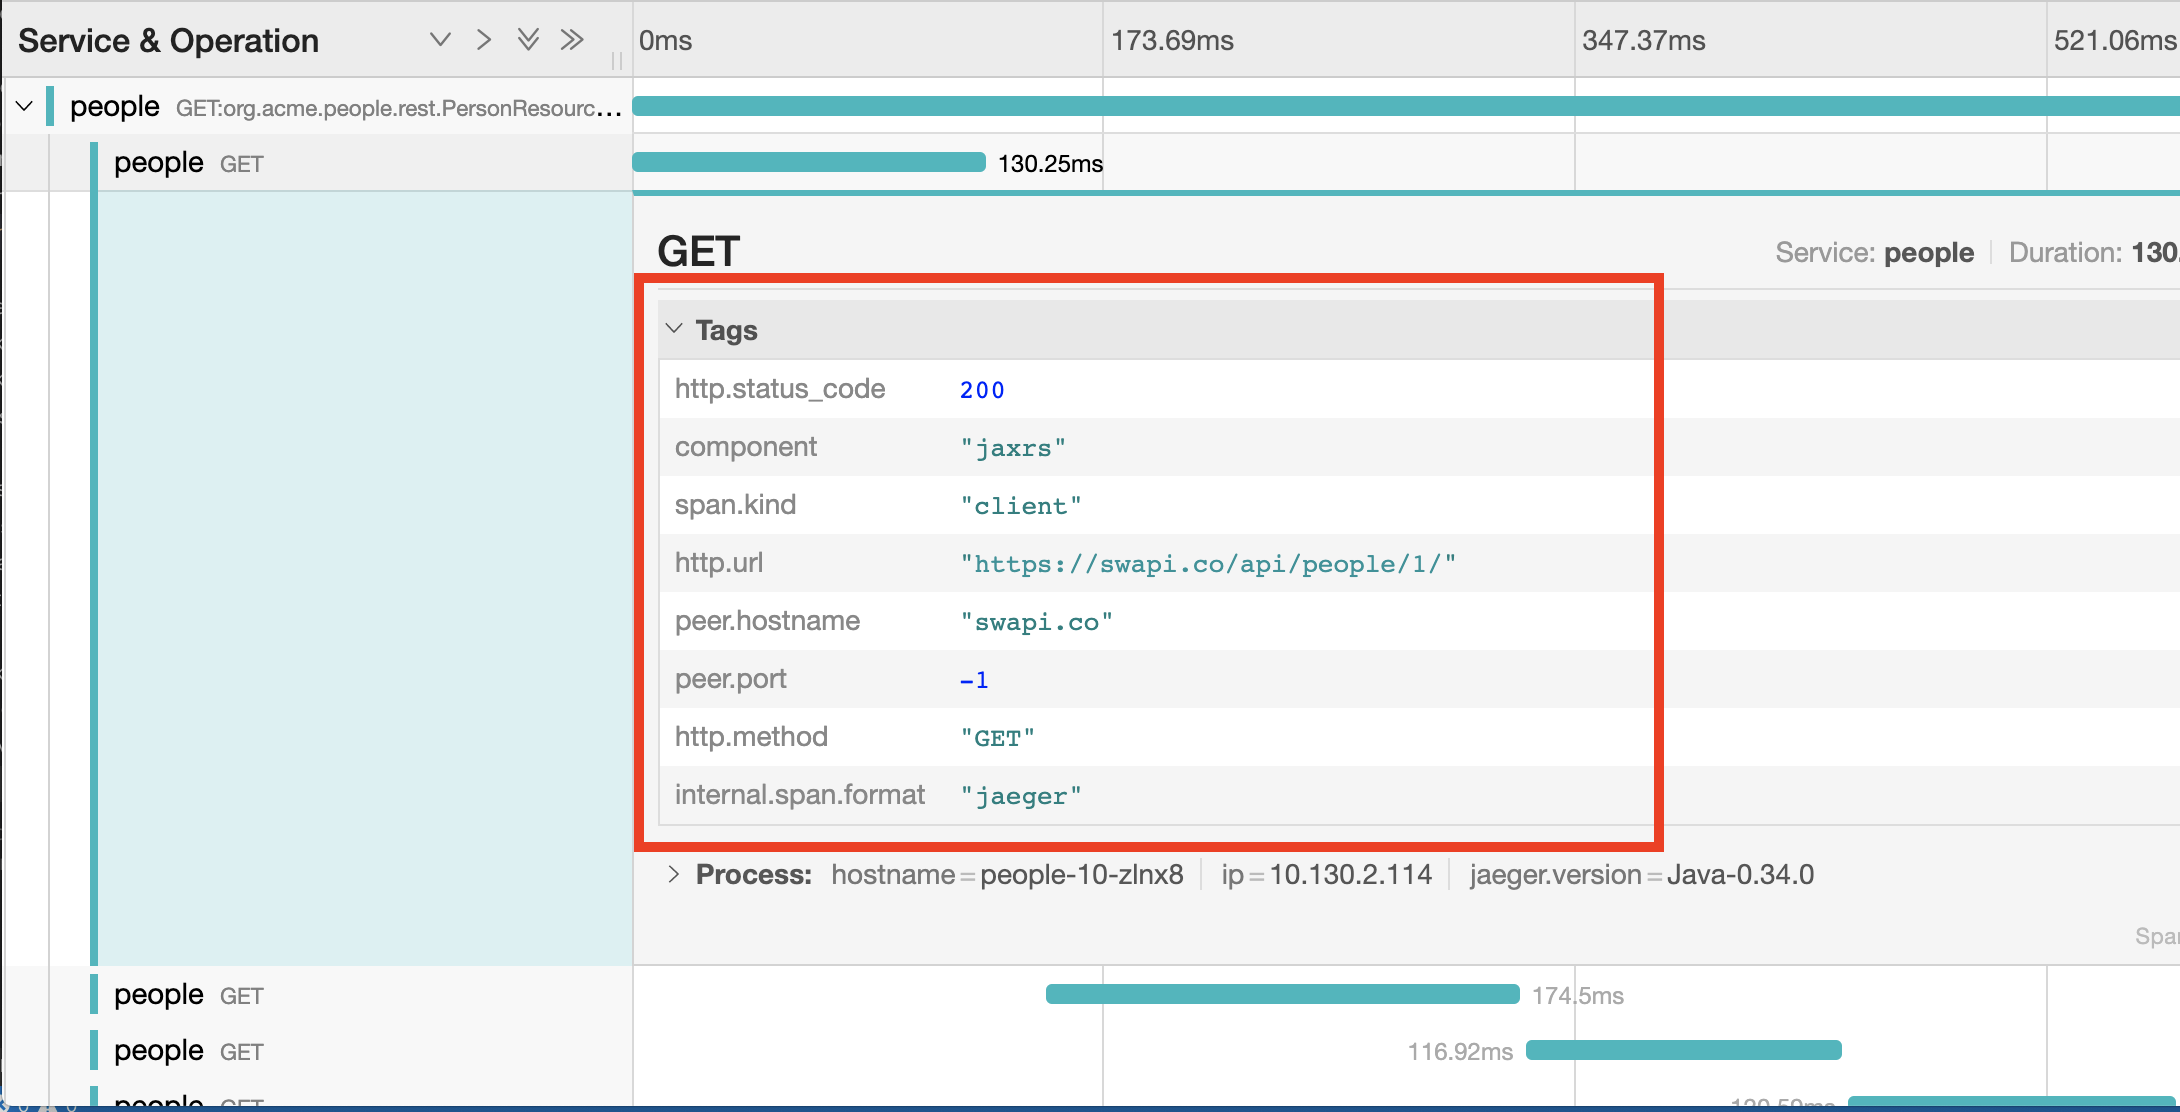 Service & Operation 0ms 173.69ms 347.37ms 521.06ms
people GET:org.acme.people.rest.PersonResourc...
people GET 130.25ms
GET Service: people Duration: 130.
Tags
http.status_code 200
component "jaxrs"
span.kind "client"
http.url "https://swapi.co/api/people/1/"
peer.hostname "swapi.co"
peer.port -1
http.method "GET"
internal.span.format "jaeger"
Process: hostname=people-10-zlnx8 ip=10.130.2.114 jaeger.version=Java-0.34.0
people GET 174.5ms
people GET 116.92ms
people GET